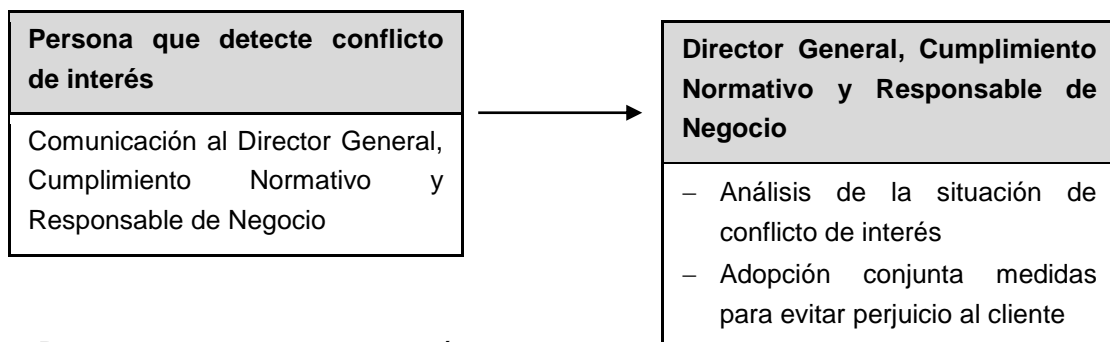 Persona que detecte conflicto
de interés
Comunicación al Director General,
Cumplimiento Normativo y
Responsable de Negocio
Director General, Cumplimiento
Normativo y Responsable de
Negocio
– Análisis de la situación de
conflicto de interés
– Adopción conjunta medidas
para evitar perjuicio al cliente